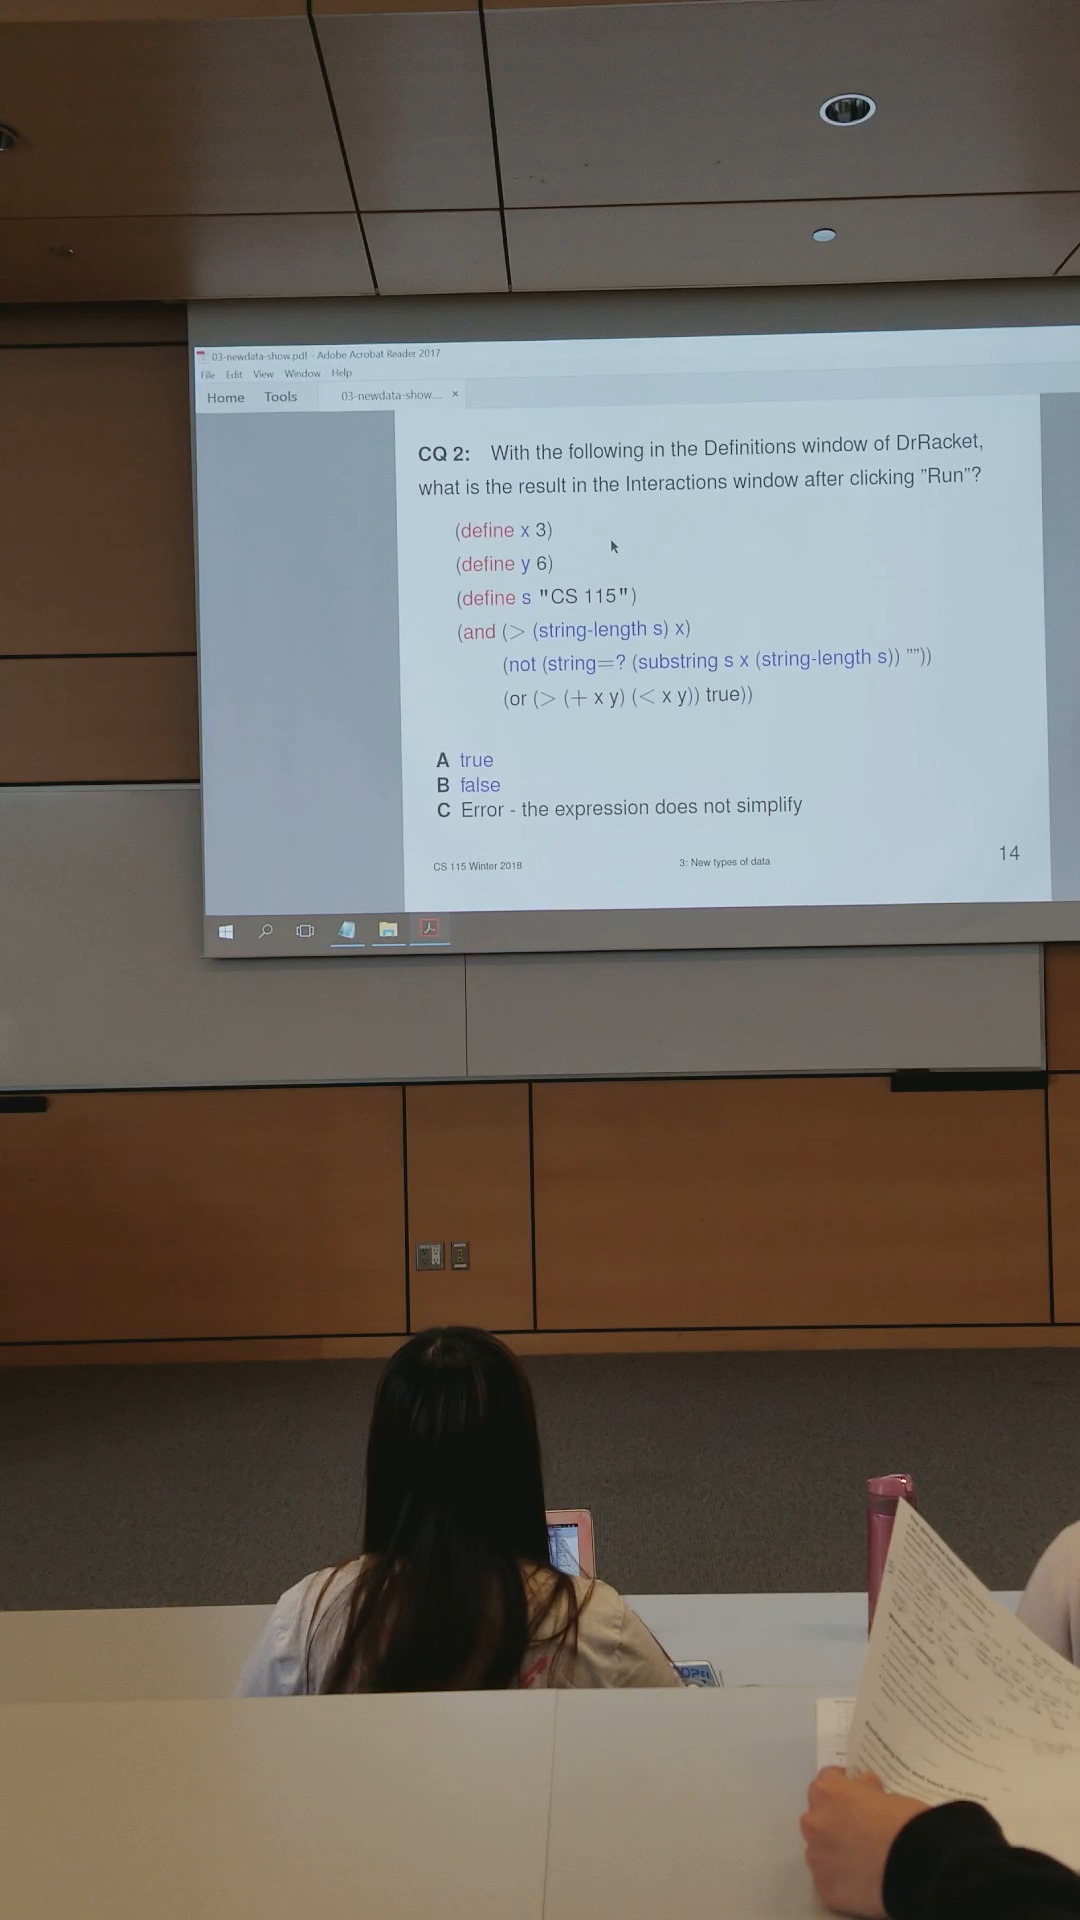 03-newdata-show.pdf - Adobe Acrobat Reader 2017
File Edit View Window Help
Home Tools 03-newdata-show.... ×
CQ 2: With the following in the Definitions window of DrRacket,
what is the result in the Interactions window after clicking "Run"?
(define x 3)
(define y 6)
(define s "CS 115")
(and (> (string-length s) x)
(not (string=? (substring s x (string-length s)) ""))
(or (> (+ x y) (< x y)) true))
A true
B false
C Error - the expression does not simplify
CS 115 Winter 2018 3: New types of data 14